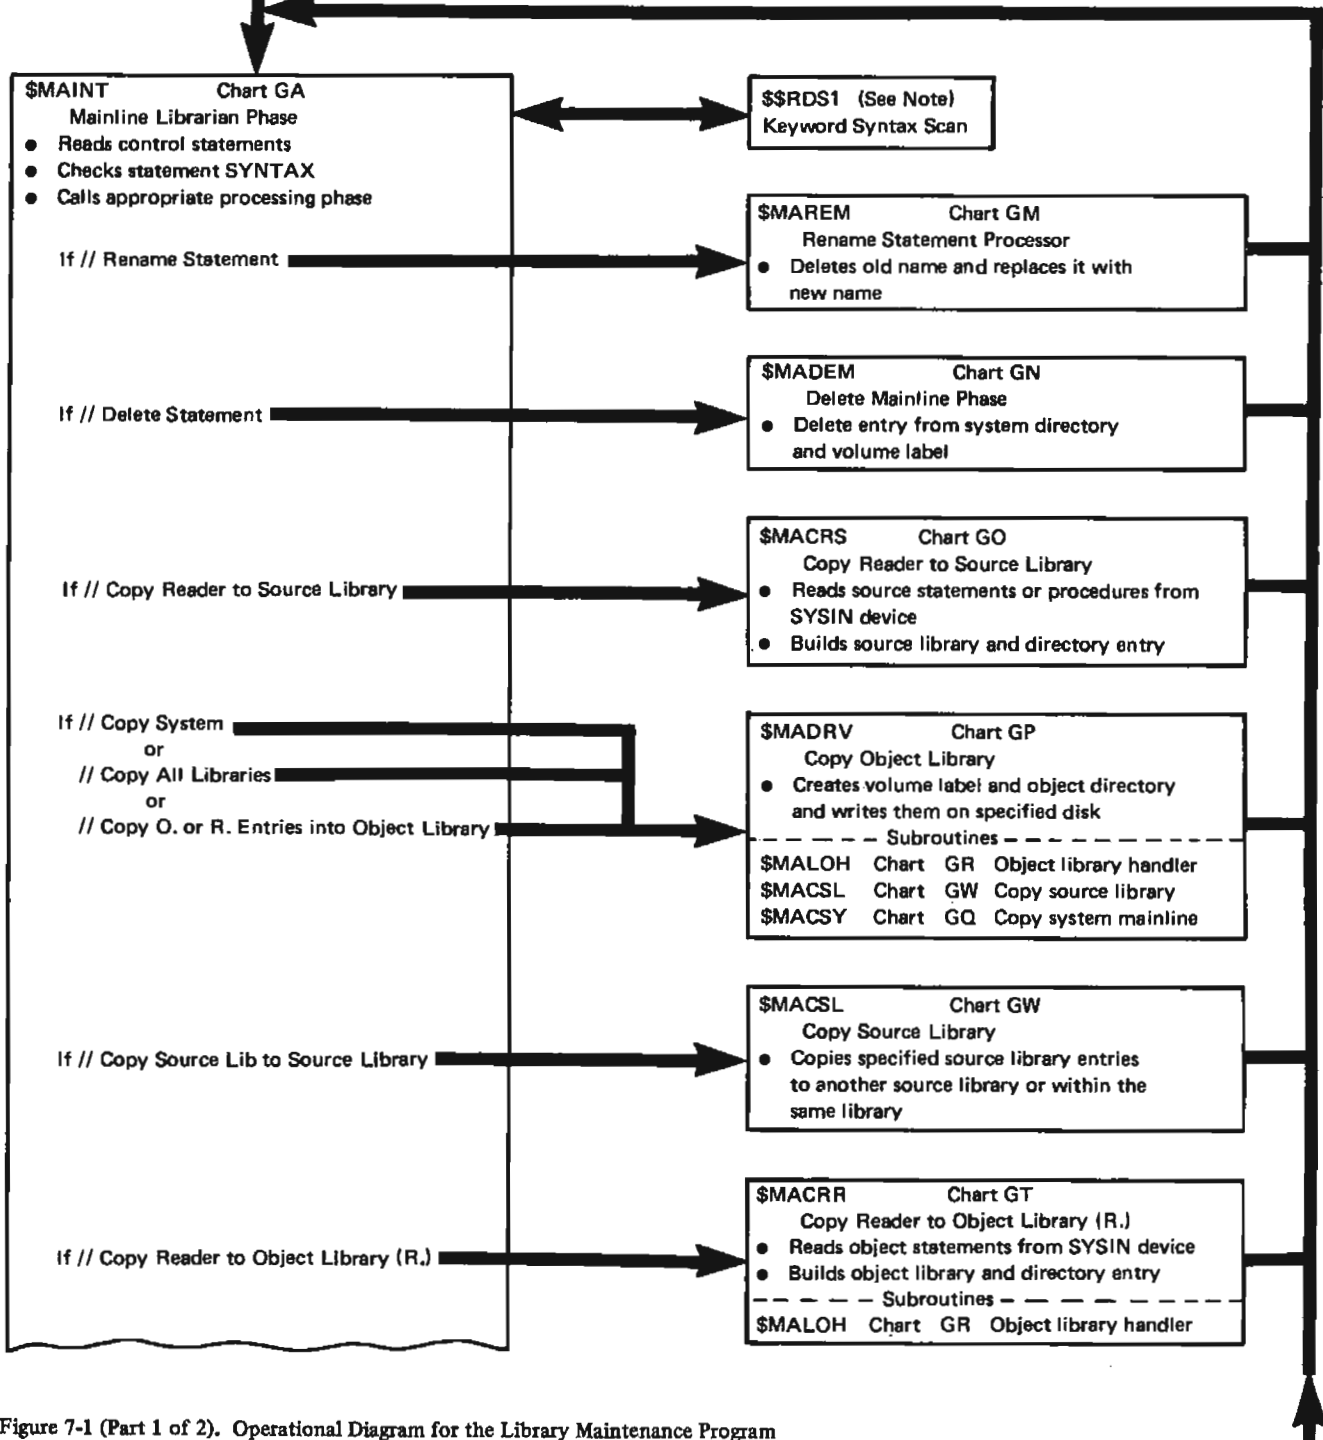 $MAINT Chart GA
Mainline Librarian Phase
● Reads control statements
● Checks statement SYNTAX
● Calls appropriate processing phase
$$RDS1 (See Note)
Keyword Syntax Scan
If // Rename Statement
$MAREM Chart GM
Rename Statement Processor
● Deletes old name and replaces it with
new name
If // Delete Statement
$MADEM Chart GN
Delete Mainline Phase
● Delete entry from system directory
and volume label
If // Copy Reader to Source Library
$MACRS Chart GO
Copy Reader to Source Library
● Reads source statements or procedures from
SYSIN device
● Builds source library and directory entry
If // Copy System
or
// Copy All Libraries
or
// Copy O. or R. Entries into Object Library
$MADRV Chart GP
Copy Object Library
● Creates volume label and object directory
and writes them on specified disk
Subroutines
$MALOH Chart GR Object library handler
$MACSL Chart GW Copy source library
$MACSY Chart GQ Copy system mainline
If // Copy Source Lib to Source Library
$MACSL Chart GW
Copy Source Library
● Copies specified source library entries
to another source library or within the
same library
If // Copy Reader to Object Library (R.)
$MACRR Chart GT
Copy Reader to Object Library (R.)
● Reads object statements from SYSIN device
● Builds object library and directory entry
Subroutines
$MALOH Chart GR Object library handler
Figure 7-1 (Part 1 of 2). Operational Diagram for the Library Maintenance Program